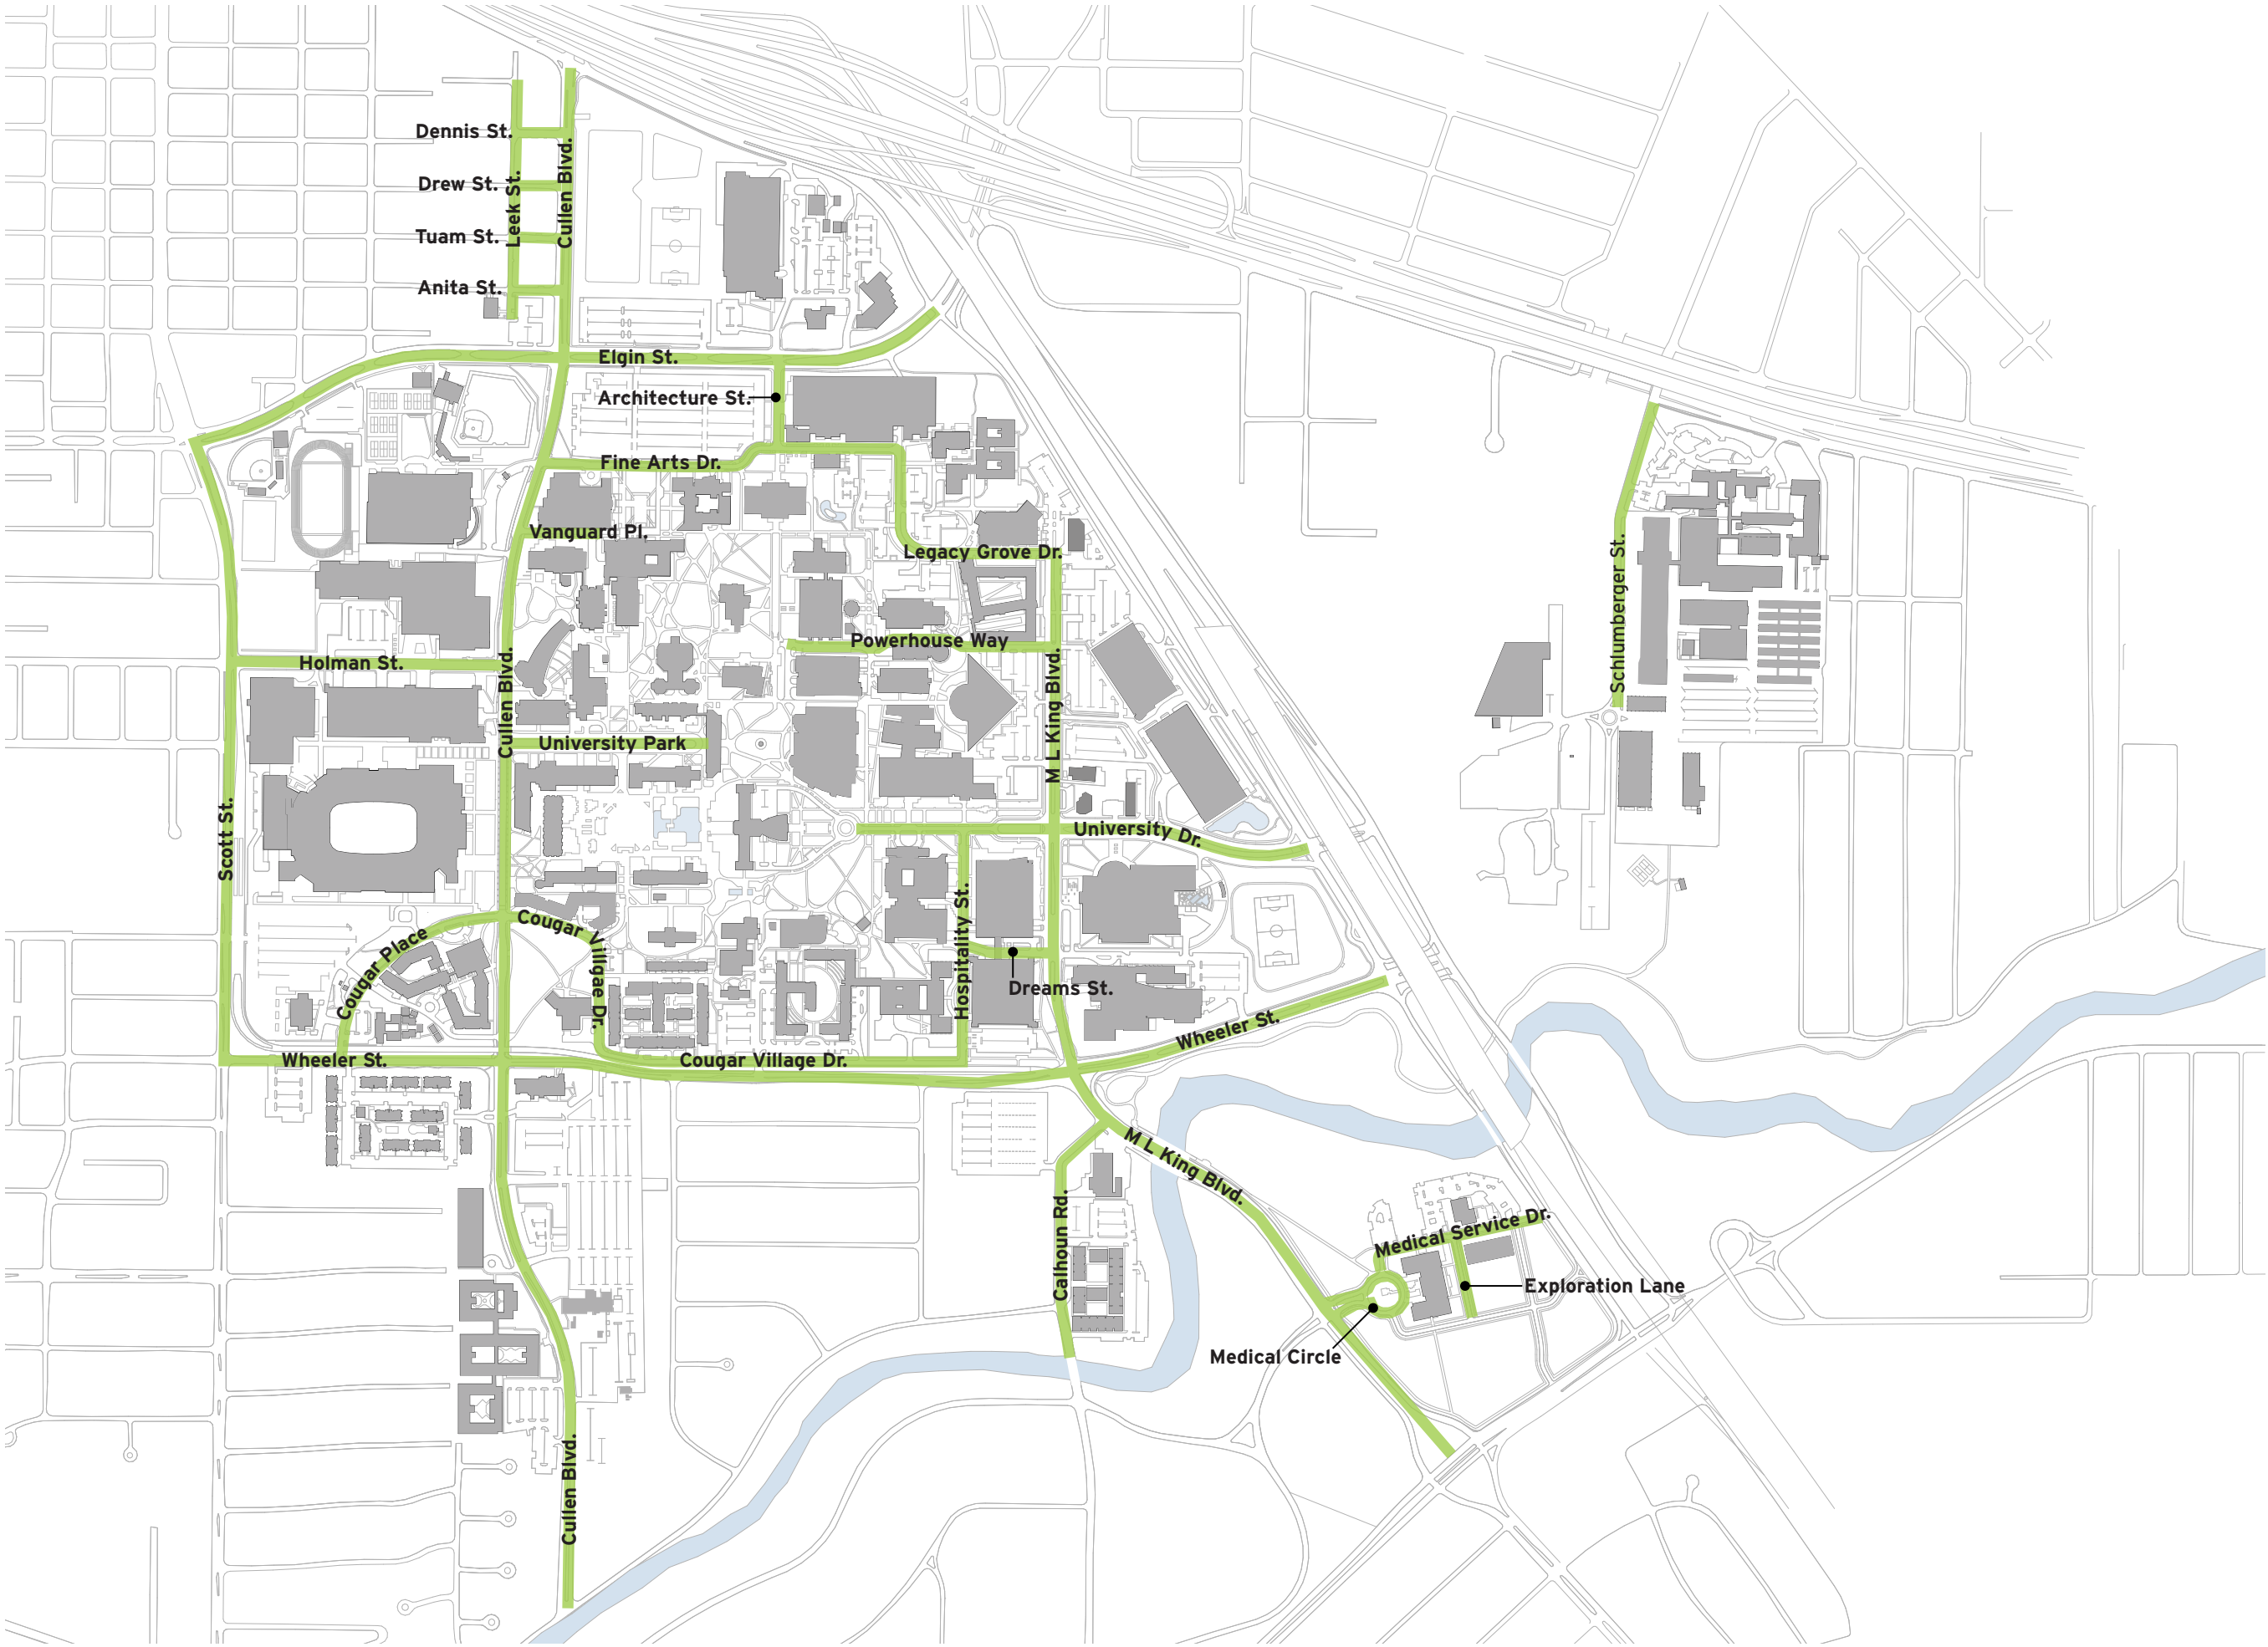 Dennis St.
Drew St.
Leek St.
Cullen Blvd.
Tuam St.
Anita St.
Elgin St.
Architecture St.
Fine Arts Dr.
Vanguard Pl.
Legacy Grove Dr.
Schlumberger St.
Powerhouse Way
Holman St.
Cullen Blvd.
M L King Blvd.
University Park
Scott St.
University Dr.
Hospitality St.
Cougar Villgae Dr.
Cougar Place
Dreams St.
Wheeler St.
Wheeler St.
Cougar Village Dr.
M L King Blvd.
Calhoun Rd.
Medical Service Dr.
Exploration Lane
Medical Circle
Cullen Blvd.